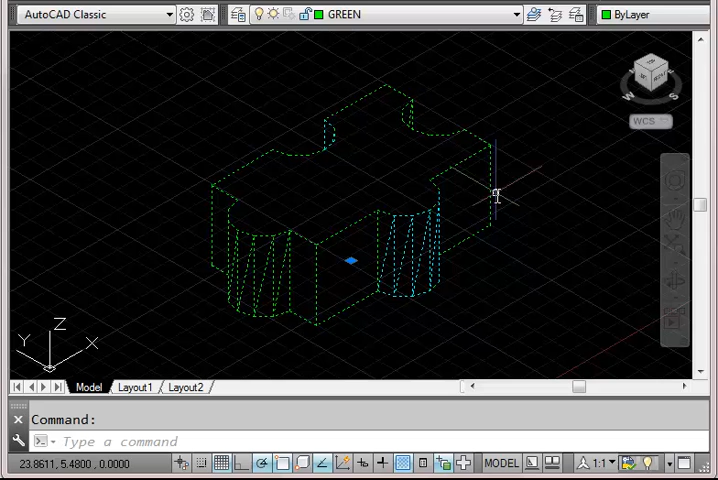 AutoCAD Classic
GREEN
ByLayer
TOP
W
S
WCS
Z
Y
X
Model
Layout1
Layout2
Command:
Type a command
23.8611, 5.4800 , 0.0000
MODEL
1:1